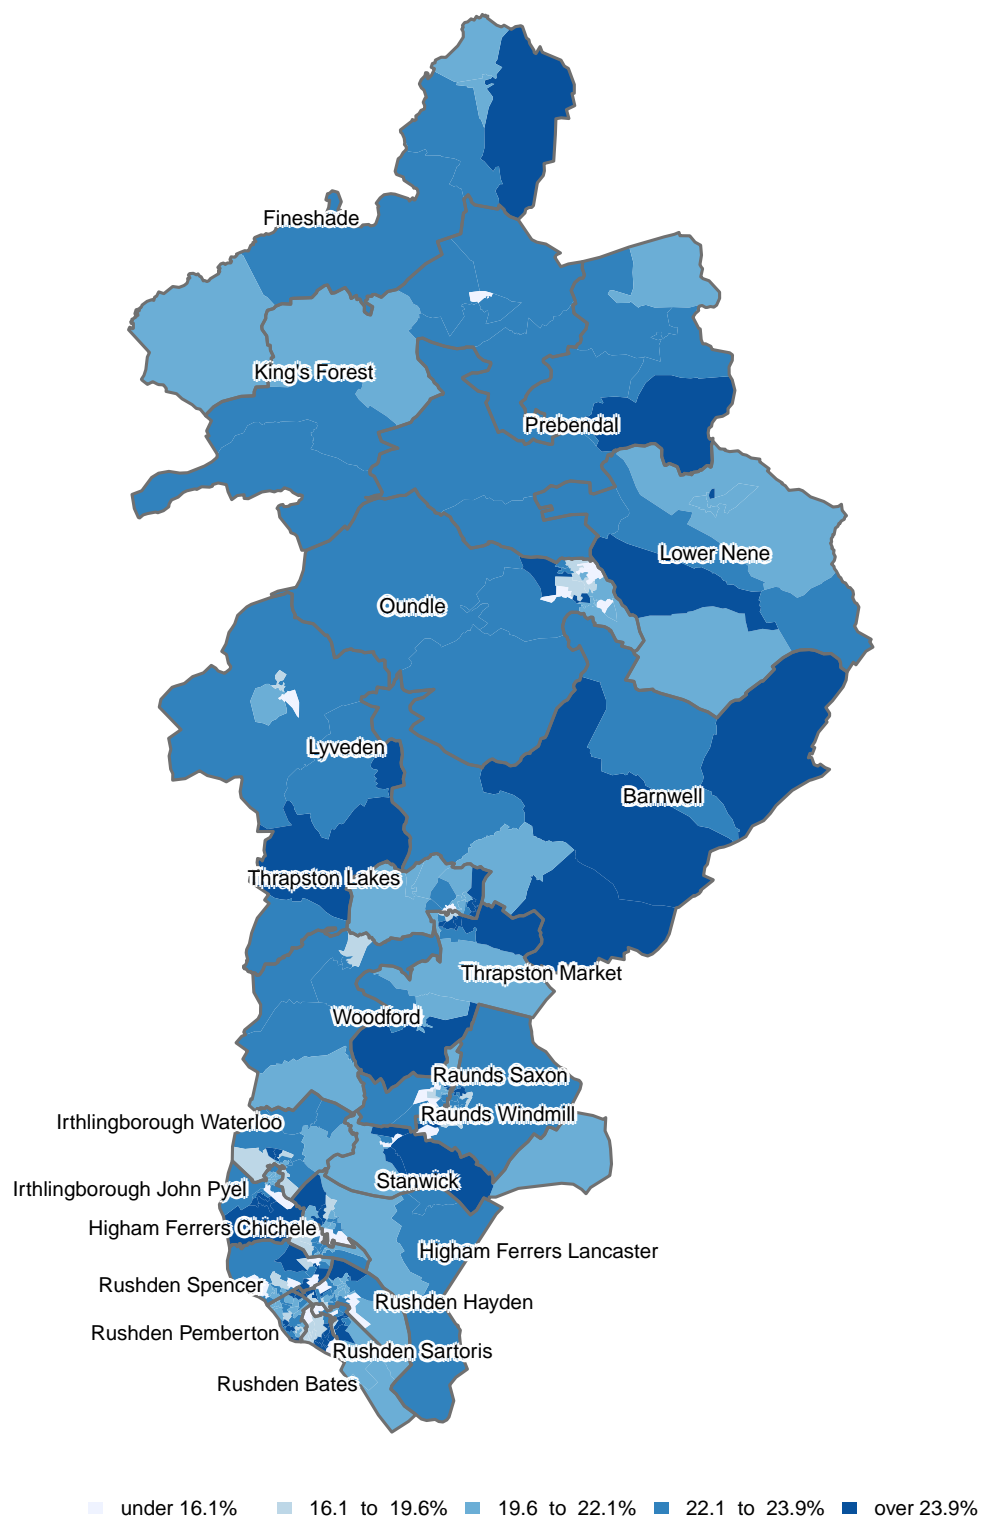 Fineshade
King's Forest
Prebendal
Lower Nene
Oundle
Lyveden
Barnwell
Thrapston Lakes
Thrapston Market
Woodford
Raunds Saxon
Raunds Windmill
Irthlingborough Waterloo
Stanwick
Irthlingborough John Pyel
Higham Ferrers Chichele
Higham Ferrers Lancaster
Rushden Spencer
Rushden Hayden
Rushden Pemberton
Rushden Sartoris
Rushden Bates
under 16.1% 16.1 to 19.6% 19.6 to 22.1% 22.1 to 23.9% over 23.9%